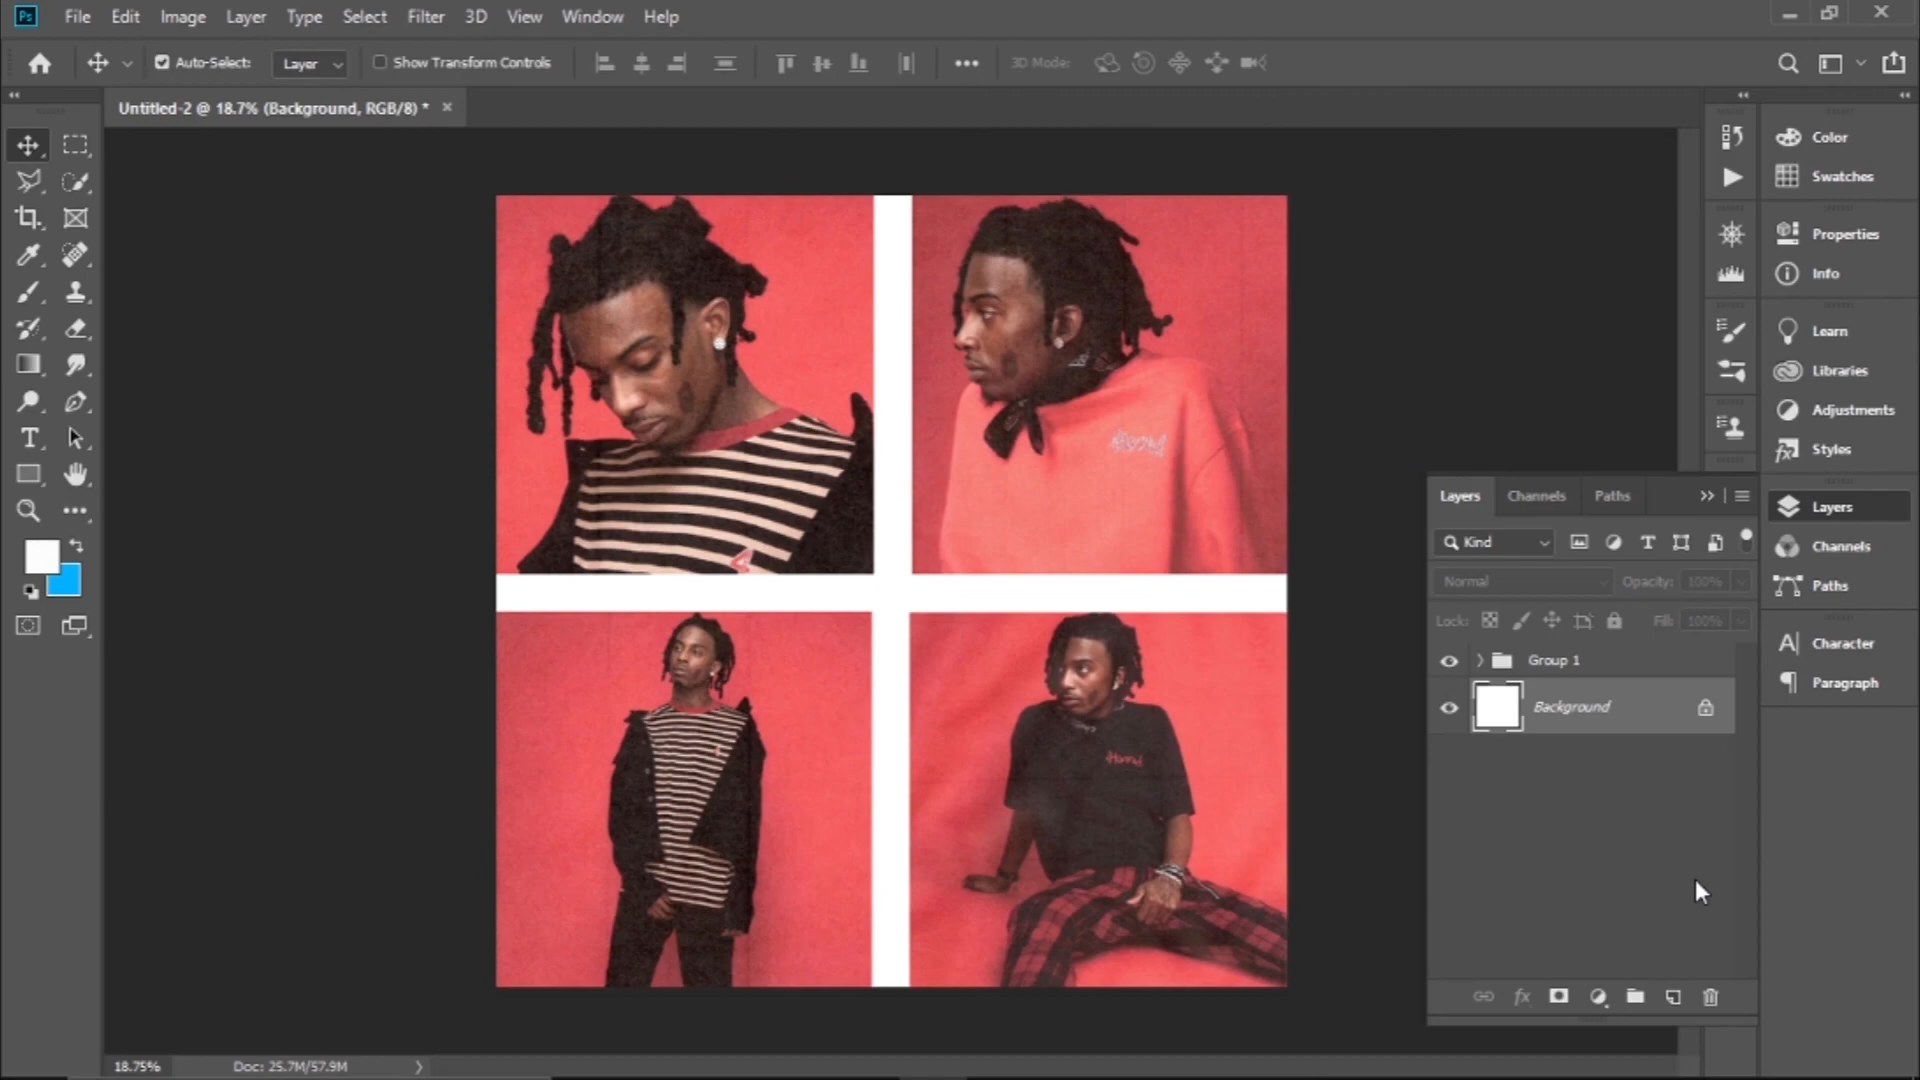 Ps File Edit Image Layer Type Select Filter 3D View Window Help
Auto-Select: Layer Show Transform Controls 3D Mode:
Untitled-2 @ 18.7% (Background, RGB/8) *
Color
Swatches
Properties
Info
Learn
Libraries
Adjustments
Styles
Layers
Channels
Paths
Character
Paragraph
Layers Channels Paths
Kind
Normal Opacity: 100%
Lock: Fill: 100%
Group 1
Background
18.75% Doc: 25.7M/57.9M